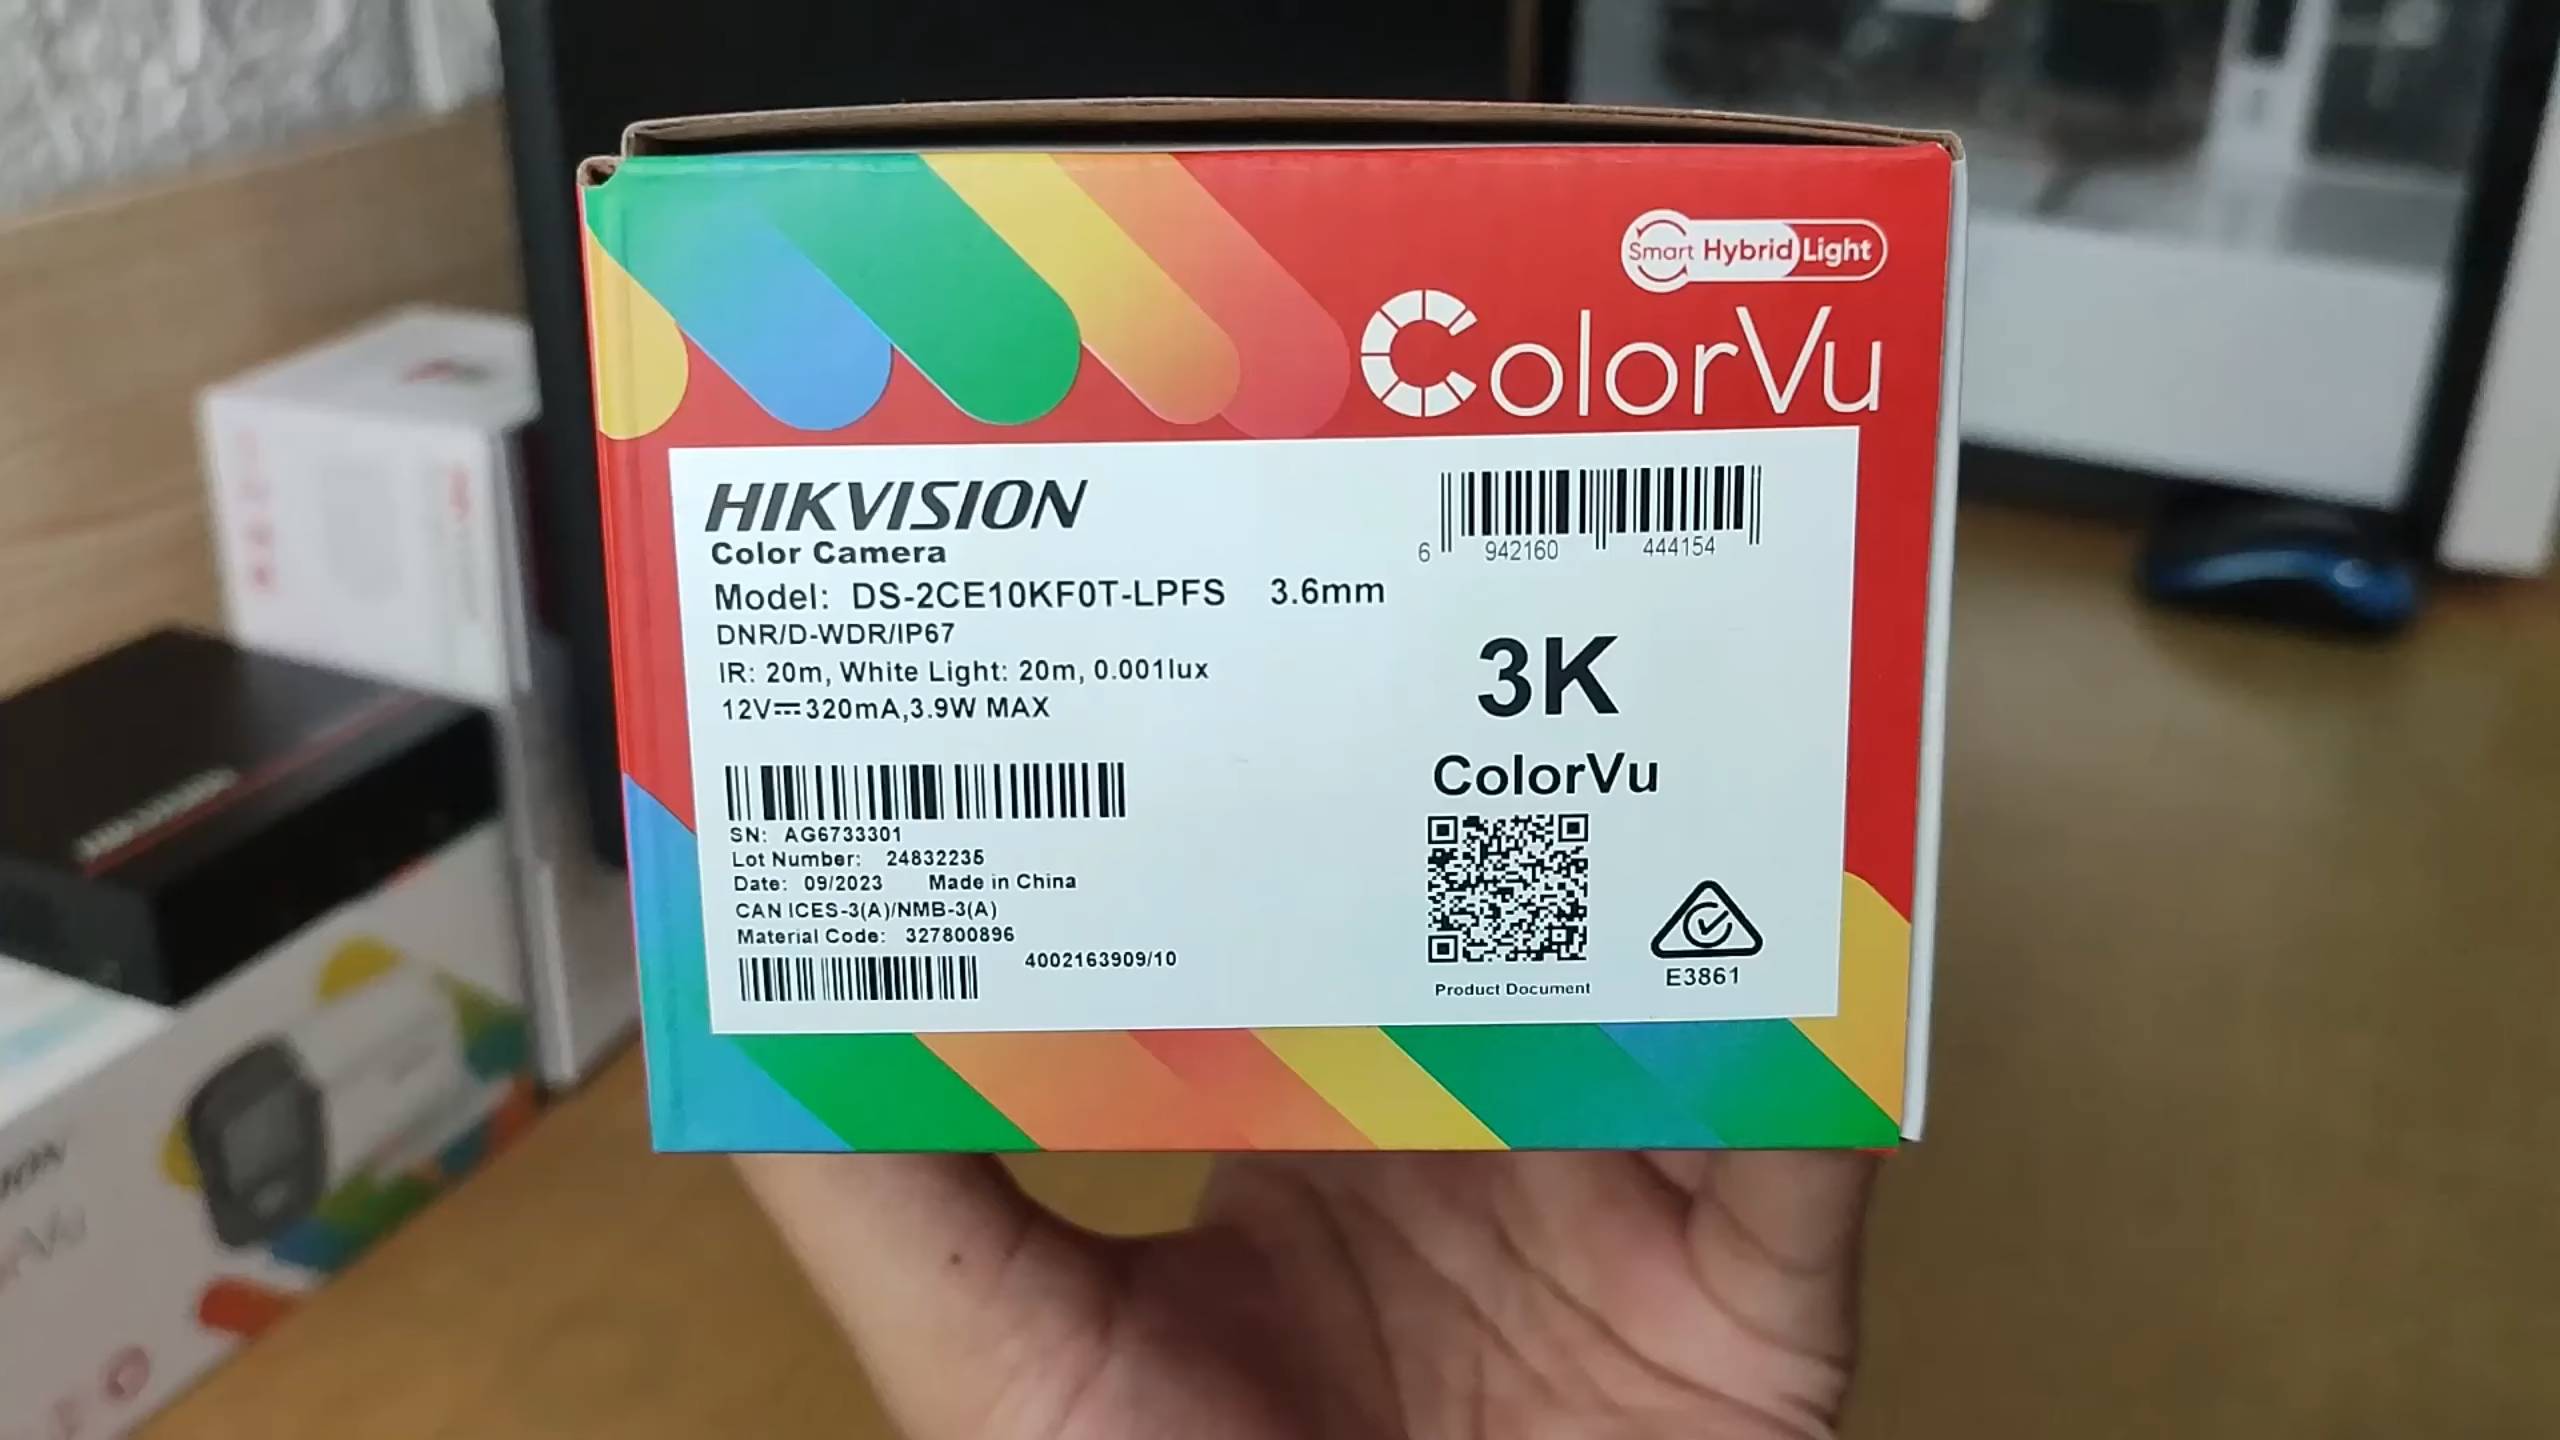 Smart Hybrid Light
ColorVu
HIKVISION
Color Camera
Model: DS-2CE10KF0T-LPFS 3.6mm
DNR/D-WDR/IP67
IR: 20m, White Light: 20m, 0.001lux
12V⎓320mA,3.9W MAX
6 942160 444154
3K
ColorVu
SN: AG6733301
Lot Number: 24832235
Date: 09/2023 Made in China
CAN ICES-3(A)/NMB-3(A)
Material Code: 327800896
4002163909/10
Product Document
E3861
HIKVISION